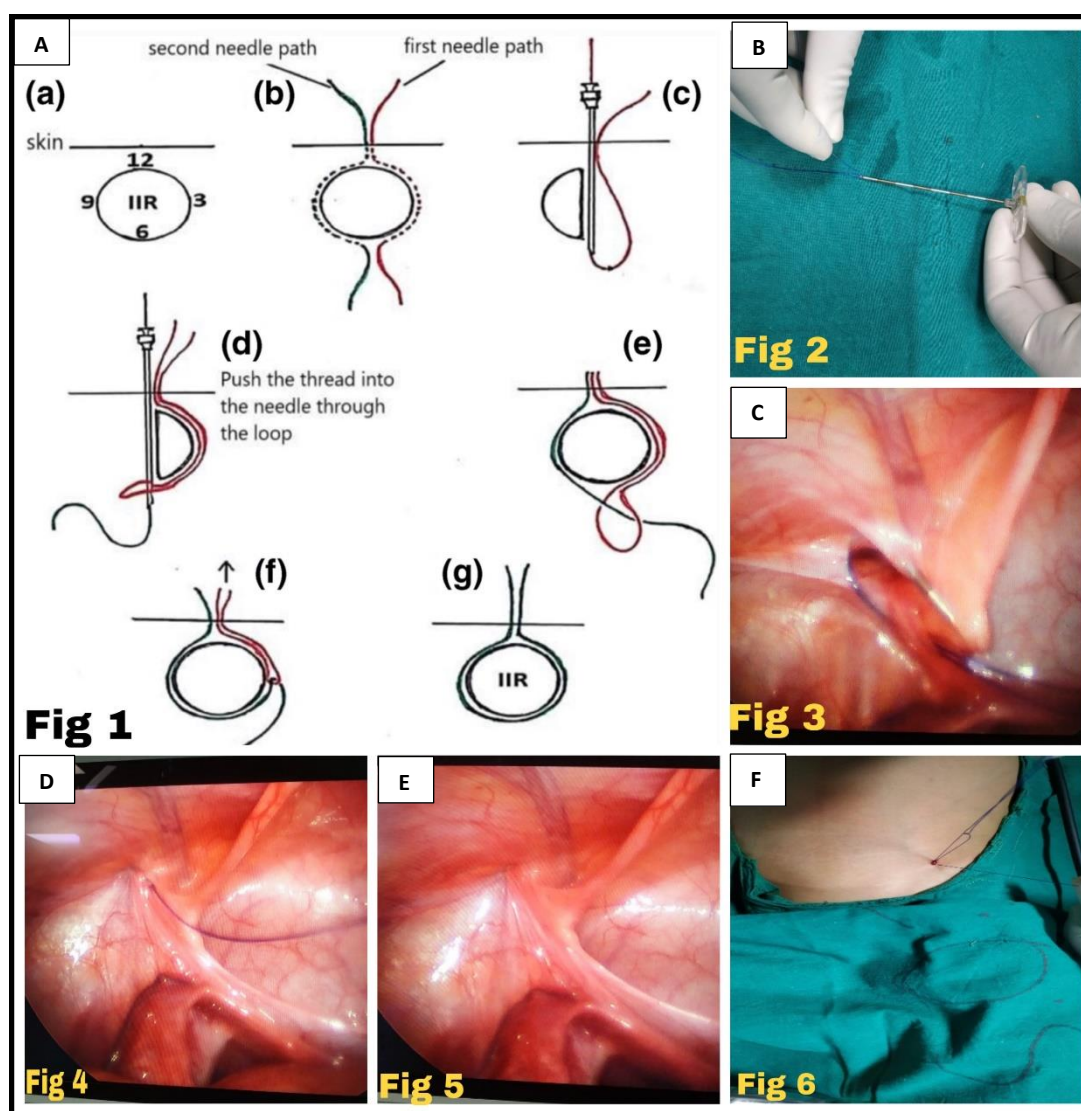 A
second needle path
first needle path
(a)
(b)
(c)
skin
12
9
IIR
3
6
(d)
Push the thread into
the needle through
the loop
(e)
(f)
(g)
IIR
Fig 1
B
Fig 2
C
Fig 3
D
Fig 4
E
Fig 5
F
Fig 6